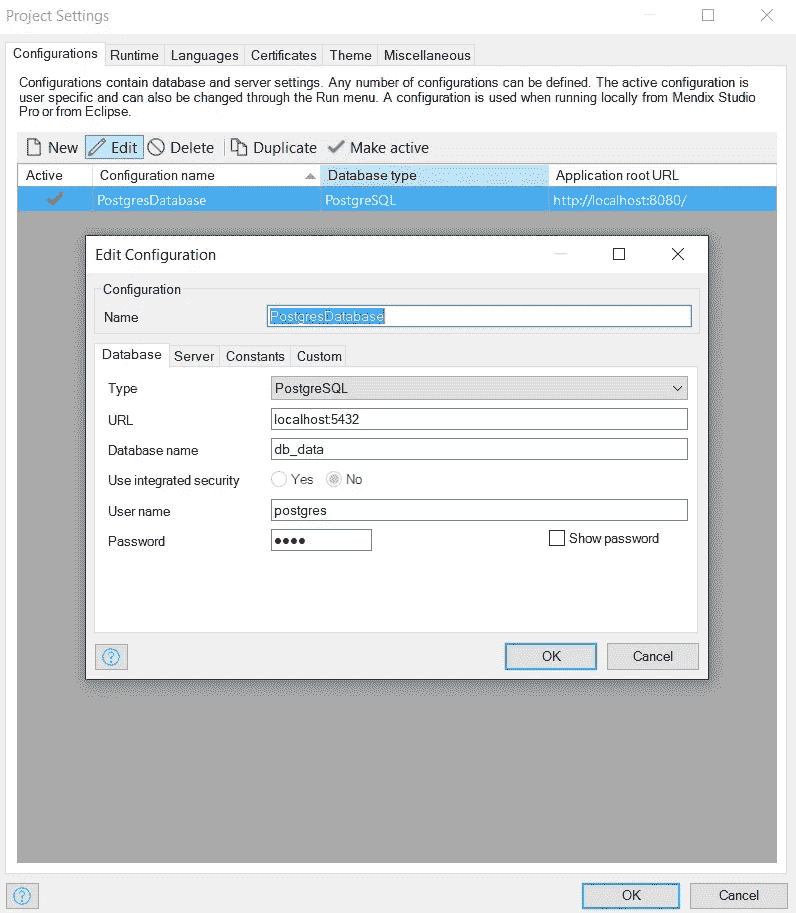 Project Settings
Configurations Runtime Languages Certificates Theme Miscellaneous
Configurations contain database and server settings. Any number of configurations can be defined. The active configuration is
user specific and can also be changed through the Run menu. A configuration is used when running locally from Mendix Studio
Pro or from Eclipse.
New Edit Delete Duplicate Make active
Active Configuration name Database type Application root URL
PostgresDatabase PostgreSQL http://localhost:8080/
Edit Configuration
Configuration
Name PostgresDatabase
Database Server Constants Custom
Type PostgreSQL
URL localhost:5432
Database name db_data
Use integrated security Yes No
User name postgres
Password ●●●● Show password
? OK Cancel
? OK Cancel